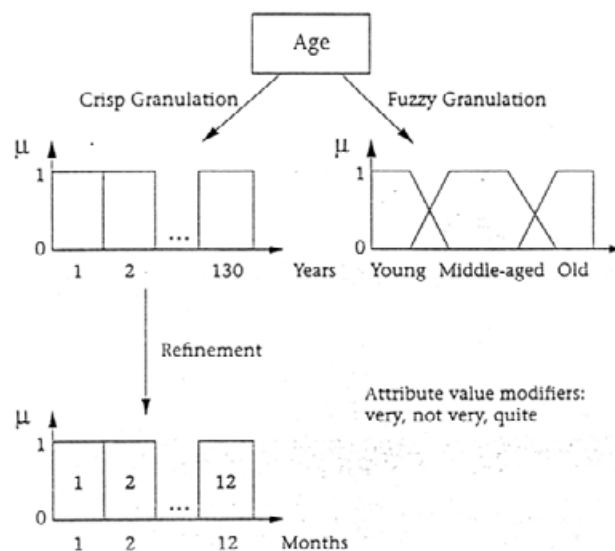 Age
Crisp Granulation
Fuzzy Granulation
μ
1
0
1 2 ... 130 Years
μ
1
0
Young Middle-aged Old
Refinement
Attribute value modifiers:
very, not very, quite
μ
1
0
1 2 ... 12
1 2 12 Months